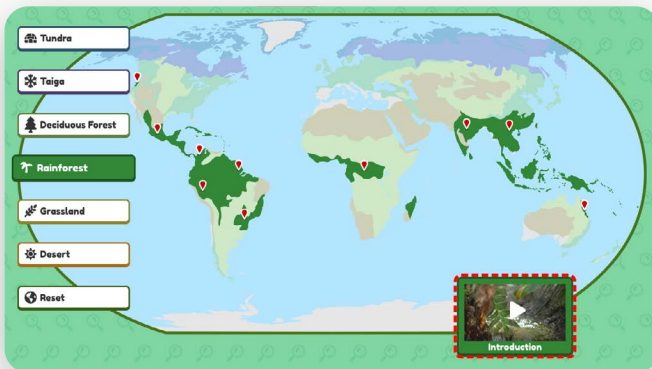 Tundra
Taiga
Deciduous Forest
Rainforest
Grassland
Desert
Reset
Introduction